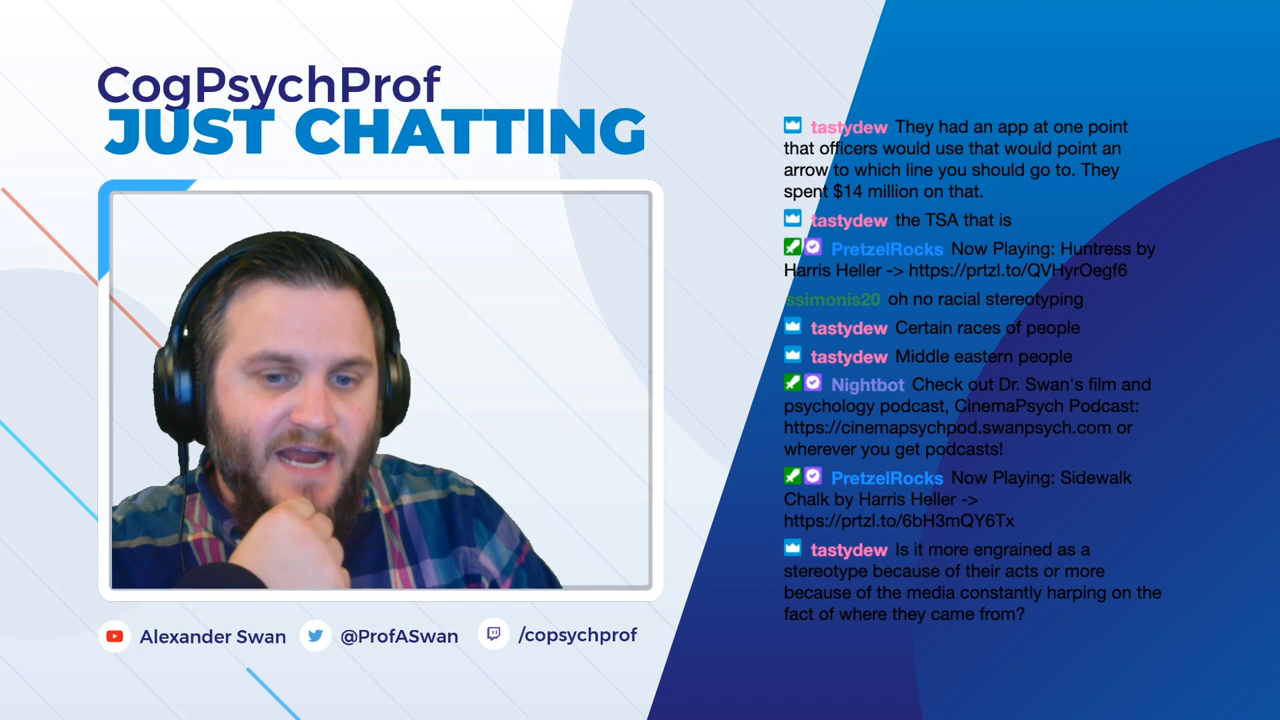 CogPsychProf
JUST CHATTING
tastydew They had an app at one point
that officers would use that would point an
arrow to which line you should go to. They
spent $14 million on that.
tastydew the TSA that is
PretzelRocks Now Playing: Huntress by
Harris Heller -> https://prtzl.to/QVHyrOegf6
ssimonis20 oh no racial stereotyping
tastydew Certain races of people
tastydew Middle eastern people
Nightbot Check out Dr. Swan's film and
psychology podcast, CinemaPsych Podcast:
https://cinemapsychpod.swanpsych.com or
wherever you get podcasts!
PretzelRocks Now Playing: Sidewalk
Chalk by Harris Heller ->
https://prtzl.to/6bH3mQY6Tx
tastydew Is it more engrained as a
stereotype because of their acts or more
because of the media constantly harping on the
fact of where they came from?
Alexander Swan @ProfASwan /copsychprof